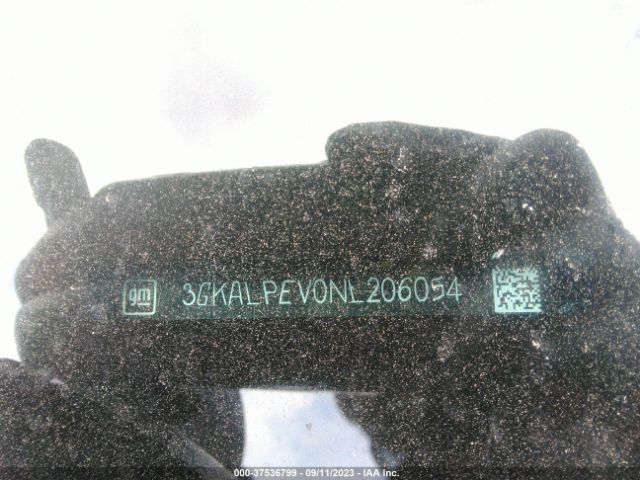 gm 3GKALPEV0NL206054
000-37536799 - 09/11/2023 - IAA Inc.